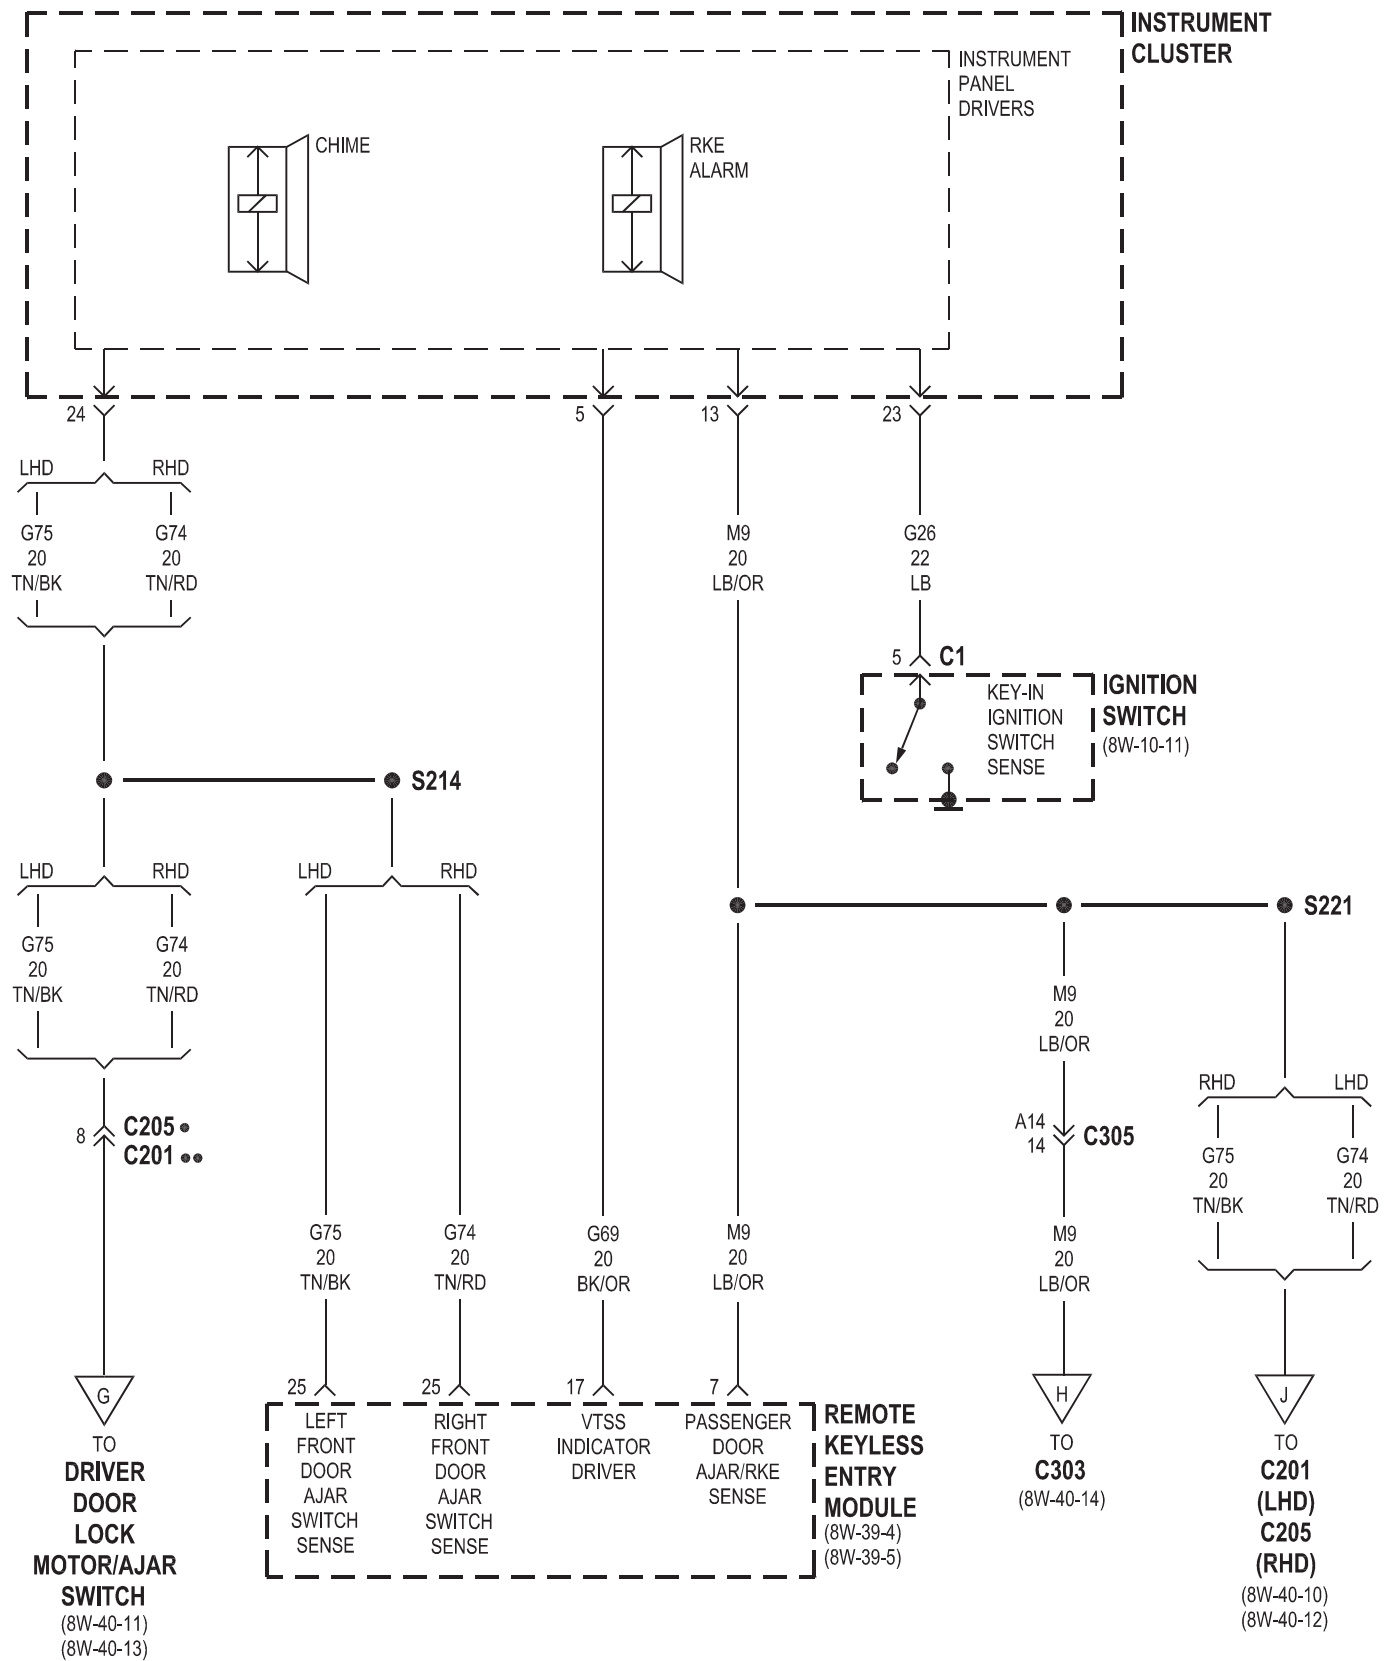 INSTRUMENT
CLUSTER
INSTRUMENT
PANEL
DRIVERS
CHIME
RKE
ALARM
24
5
13
23
LHD
RHD
G75
20
TN/BK
G74
20
TN/RD
M9
20
LB/OR
G26
22
LB
5
C1
KEY-IN
IGNITION
SWITCH
SENSE
IGNITION
SWITCH
(8W-10-11)
S214
LHD
RHD
LHD
RHD
S221
G75
20
TN/BK
G74
20
TN/RD
M9
20
LB/OR
RHD
LHD
8
C205
C201
A14
14
C305
G75
20
TN/BK
G74
20
TN/RD
G75
20
TN/BK
G74
20
TN/RD
G69
20
BK/OR
M9
20
LB/OR
M9
20
LB/OR
25
25
17
7
G
TO
DRIVER
DOOR
LOCK
MOTOR/AJAR
SWITCH
(8W-40-11)
(8W-40-13)
LEFT
FRONT
DOOR
AJAR
SWITCH
SENSE
RIGHT
FRONT
DOOR
AJAR
SWITCH
SENSE
VTSS
INDICATOR
DRIVER
PASSENGER
DOOR
AJAR/RKE
SENSE
REMOTE
KEYLESS
ENTRY
MODULE
(8W-39-4)
(8W-39-5)
H
TO
C303
(8W-40-14)
J
TO
C201
(LHD)
C205
(RHD)
(8W-40-10)
(8W-40-12)